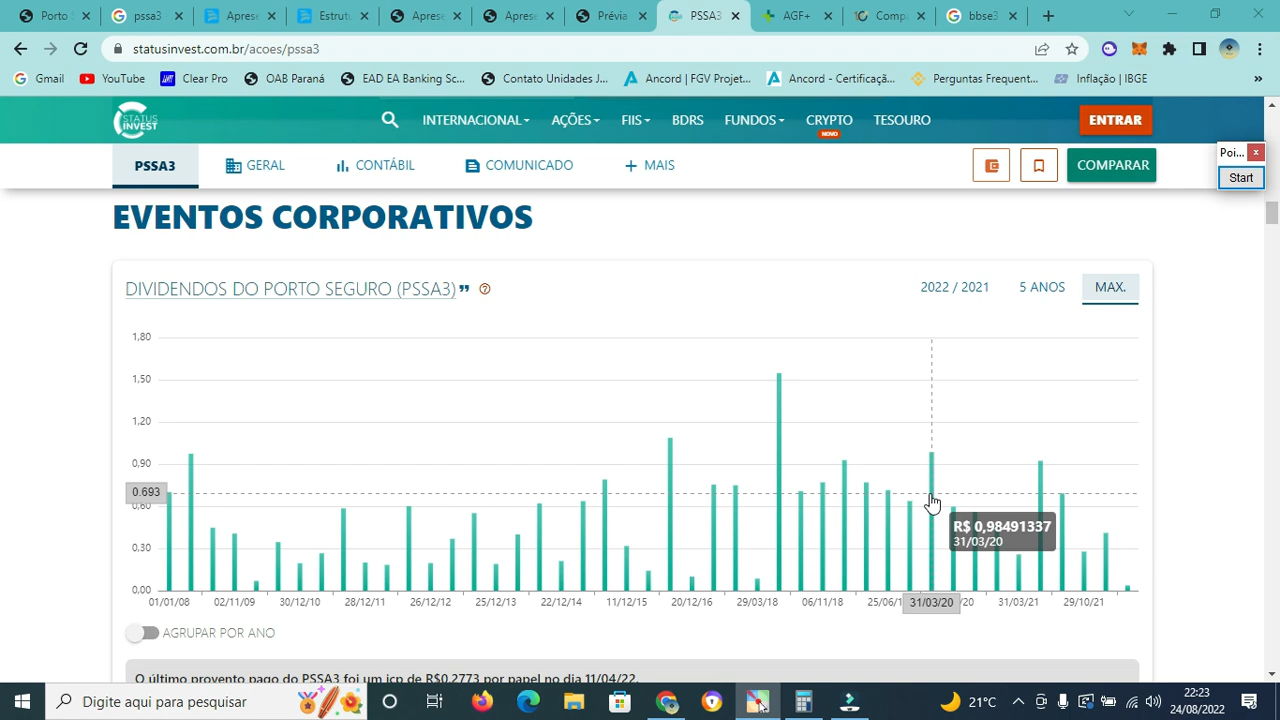 Porto S
pssa3
Apres
Estrut
Apres
Apres
Prévia
PSSA3
AGF+
Comp
bbse3
statusinvest.com.br/acoes/pssa3
Gmail
YouTube
Clear Pro
OAB Paraná
EAD EA Banking Sc...
Contato Unidades J...
Ancord | FGV Projet...
Ancord - Certificaçã...
Perguntas Frequent...
Inflação | IBGE
»
STATUS
INVEST
INTERNACIONAL
AÇÕES
FIIS
BDRS
FUNDOS
CRYPTO
NOVO
TESOURO
ENTRAR
PSSA3
GERAL
CONTÁBIL
COMUNICADO
+ MAIS
COMPARAR
Poi...
Start
EVENTOS CORPORATIVOS
DIVIDENDOS DO PORTO SEGURO (PSSA3)
2022 / 2021
5 ANOS
MAX.
1,80
1,50
1,20
0,90
0.693
0,60
0,30
0,00
R$ 0,98491337
31/03/20
01/01/08
02/11/09
30/12/10
28/12/11
26/12/12
25/12/13
22/12/14
11/12/15
20/12/16
29/03/18
06/11/18
25/06/1
31/03/20
/20
31/03/21
29/10/21
AGRUPAR POR ANO
O último provento pago do PSSA3 foi um jcp de R$0,2773 por papel no dia 11/04/22.
Digite aqui para pesquisar
21°C
22:23
24/08/2022